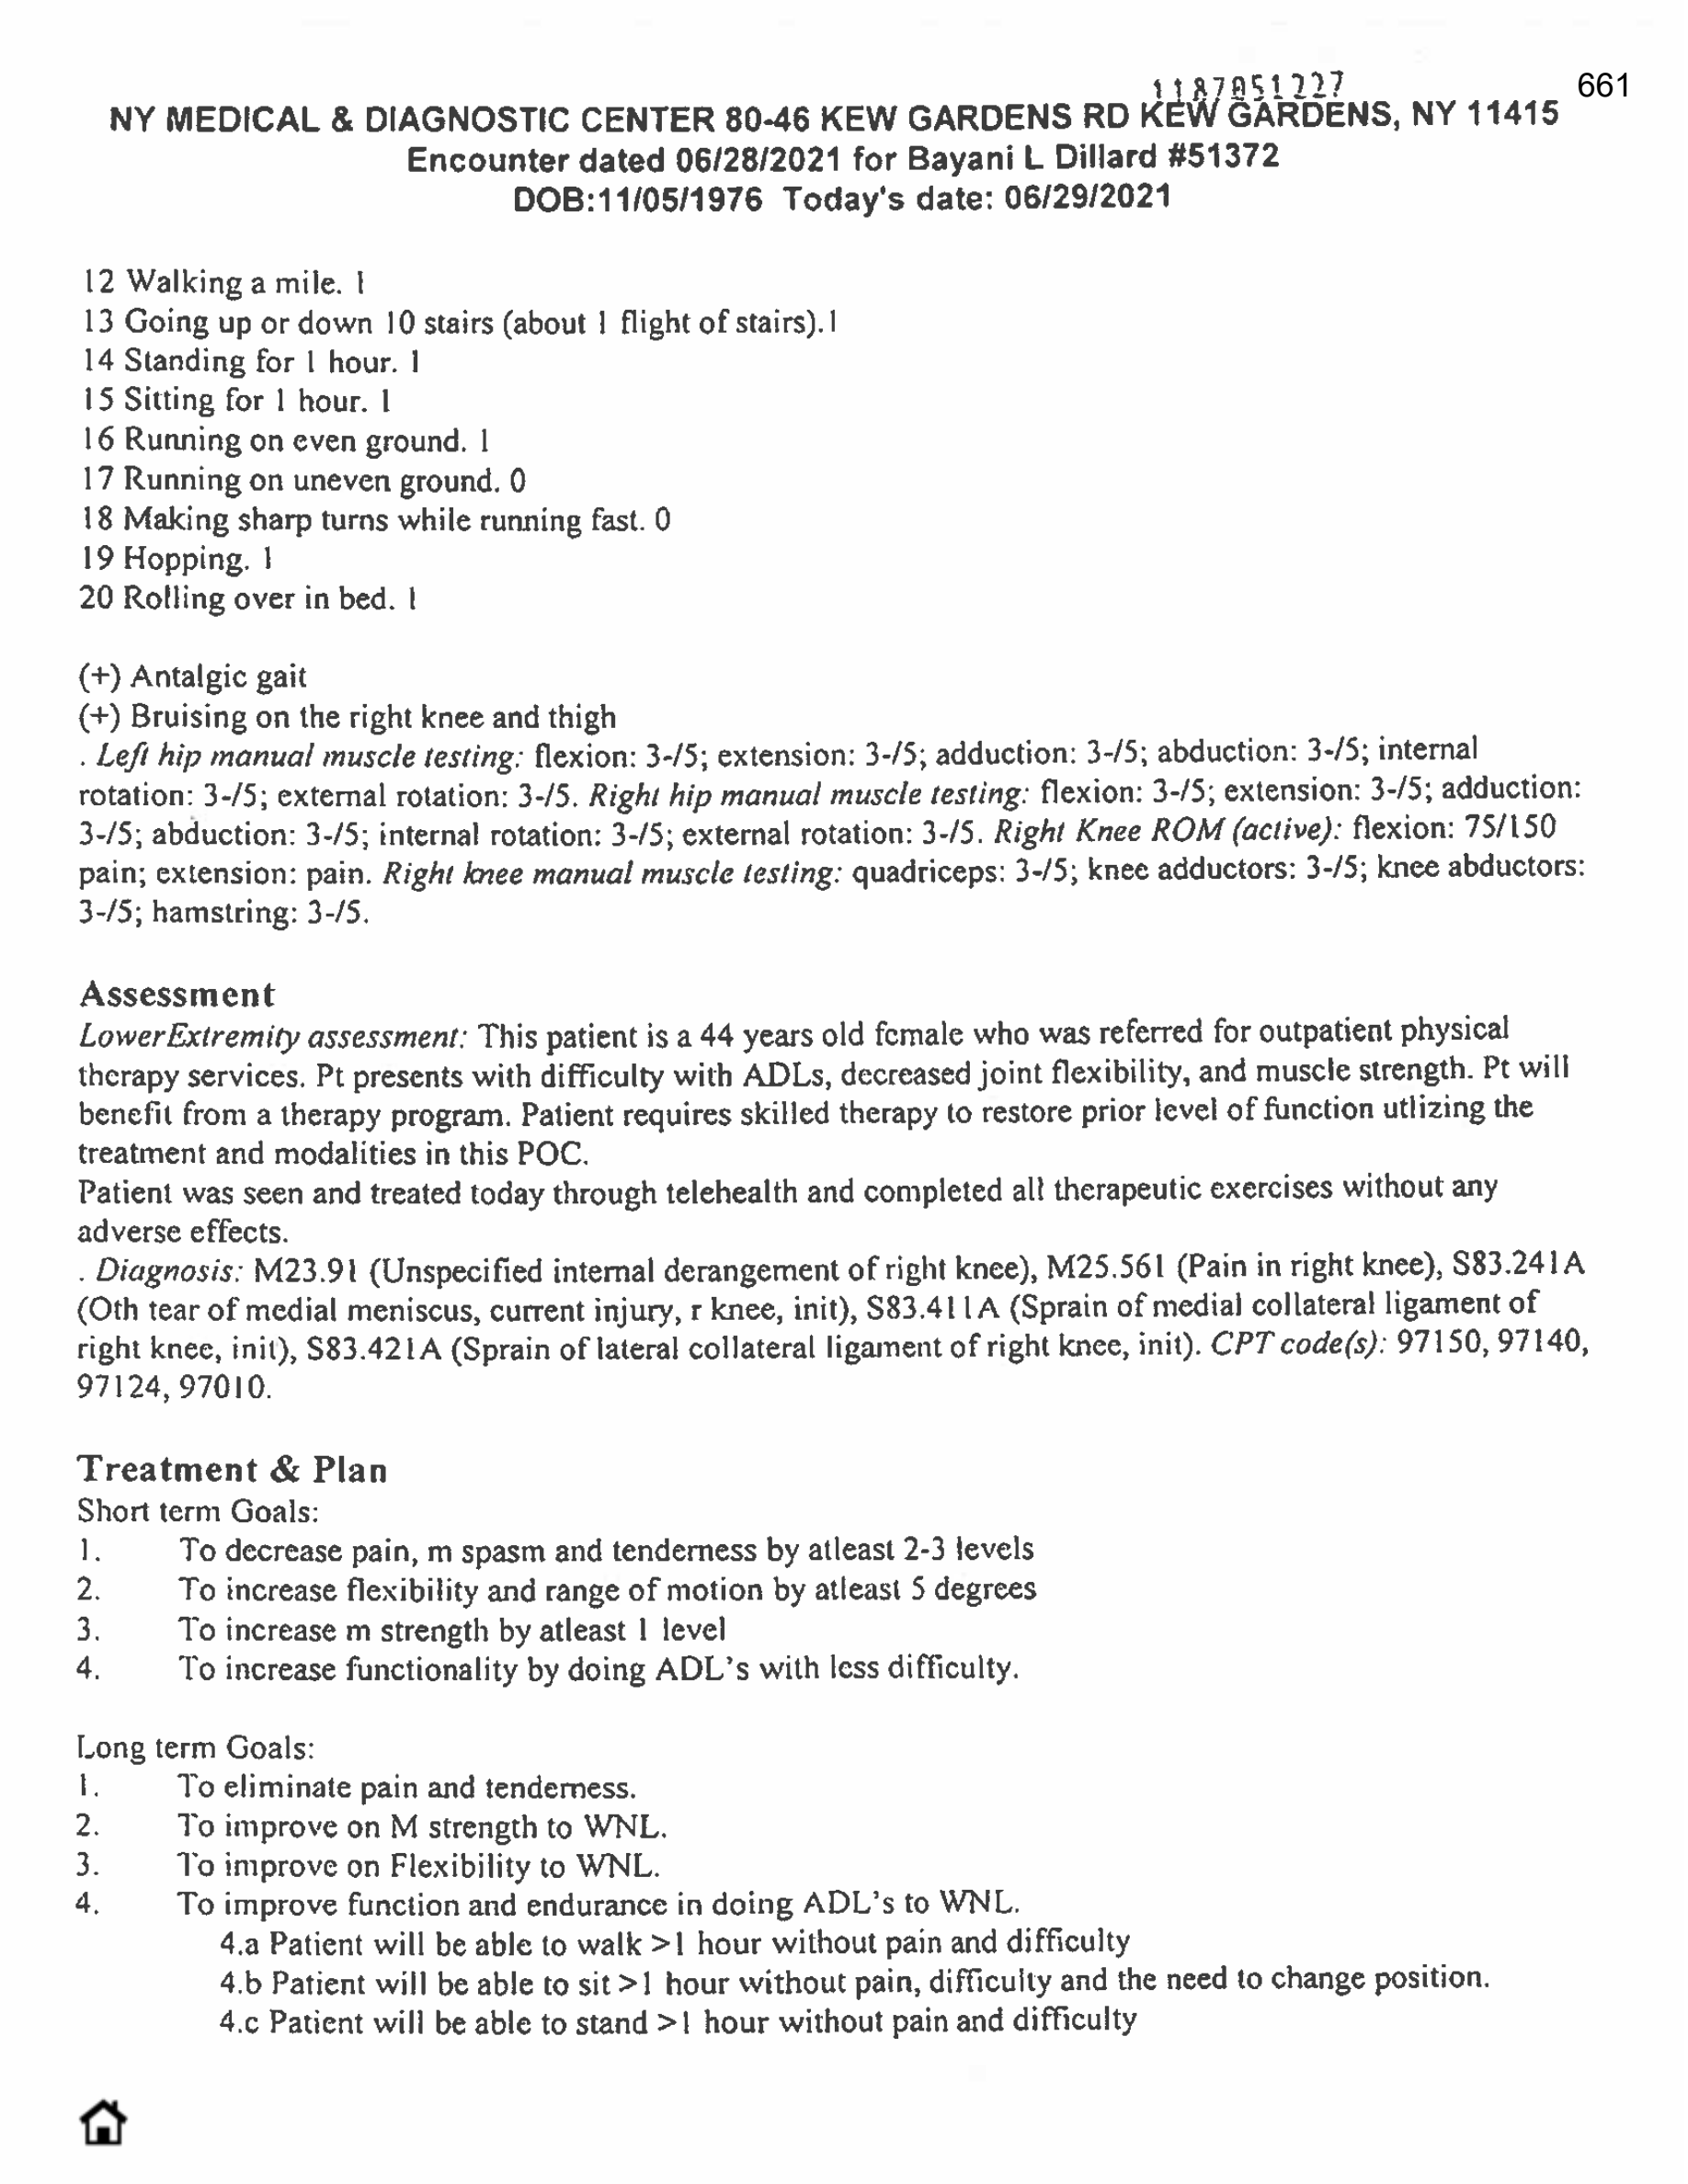 1187051227
661
NY MEDICAL & DIAGNOSTIC CENTER 80-46 KEW GARDENS RD KEW GARDENS, NY 11415
Encounter dated 06/28/2021 for Bayani L Dillard #51372
DOB:11/05/1976 Today's date: 06/29/2021
12 Walking a mile. 1
13 Going up or down 10 stairs (about 1 flight of stairs).1
14 Standing for 1 hour. 1
15 Sitting for 1 hour. 1
16 Running on even ground. 1
17 Running on uneven ground. 0
18 Making sharp turns while running fast. 0
19 Hopping. 1
20 Rolling over in bed. 1
(+) Antalgic gait
(+) Bruising on the right knee and thigh
. Left hip manual muscle testing: flexion: 3-/5; extension: 3-/5; adduction: 3-/5; abduction: 3-/5; internal
rotation: 3-/5; external rotation: 3-/5. Right hip manual muscle testing: flexion: 3-/5; extension: 3-/5; adduction:
3-/5; abduction: 3-/5; internal rotation: 3-/5; external rotation: 3-/5. Right Knee ROM (active): flexion: 75/150
pain; extension: pain. Right knee manual muscle testing: quadriceps: 3-/5; knee adductors: 3-/5; knee abductors:
3-/5; hamstring: 3-/5.
Assessment
LowerExtremity assessment: This patient is a 44 years old female who was referred for outpatient physical
therapy services. Pt presents with difficulty with ADLs, decreased joint flexibility, and muscle strength. Pt will
benefit from a therapy program. Patient requires skilled therapy to restore prior level of function utlizing the
treatment and modalities in this POC.
Patient was seen and treated today through telehealth and completed all therapeutic exercises without any
adverse effects.
. Diagnosis: M23.91 (Unspecified internal derangement of right knee), M25.561 (Pain in right knee), S83.241A
(Oth tear of medial meniscus, current injury, r knee, init), S83.411A (Sprain of medial collateral ligament of
right knee, init), S83.421A (Sprain of lateral collateral ligament of right knee, init). CPT code(s): 97150, 97140,
97124, 97010.
Treatment & Plan
Short term Goals:
1. To decrease pain, m spasm and tenderness by atleast 2-3 levels
2. To increase flexibility and range of motion by atleast 5 degrees
3. To increase m strength by atleast 1 level
4. To increase functionality by doing ADL's with less difficulty.
Long term Goals:
1. To eliminate pain and tenderness.
2. To improve on M strength to WNL.
3. To improve on Flexibility to WNL.
4. To improve function and endurance in doing ADL's to WNL.
4.a Patient will be able to walk >1 hour without pain and difficulty
4.b Patient will be able to sit >1 hour without pain, difficulty and the need to change position.
4.c Patient will be able to stand >1 hour without pain and difficulty